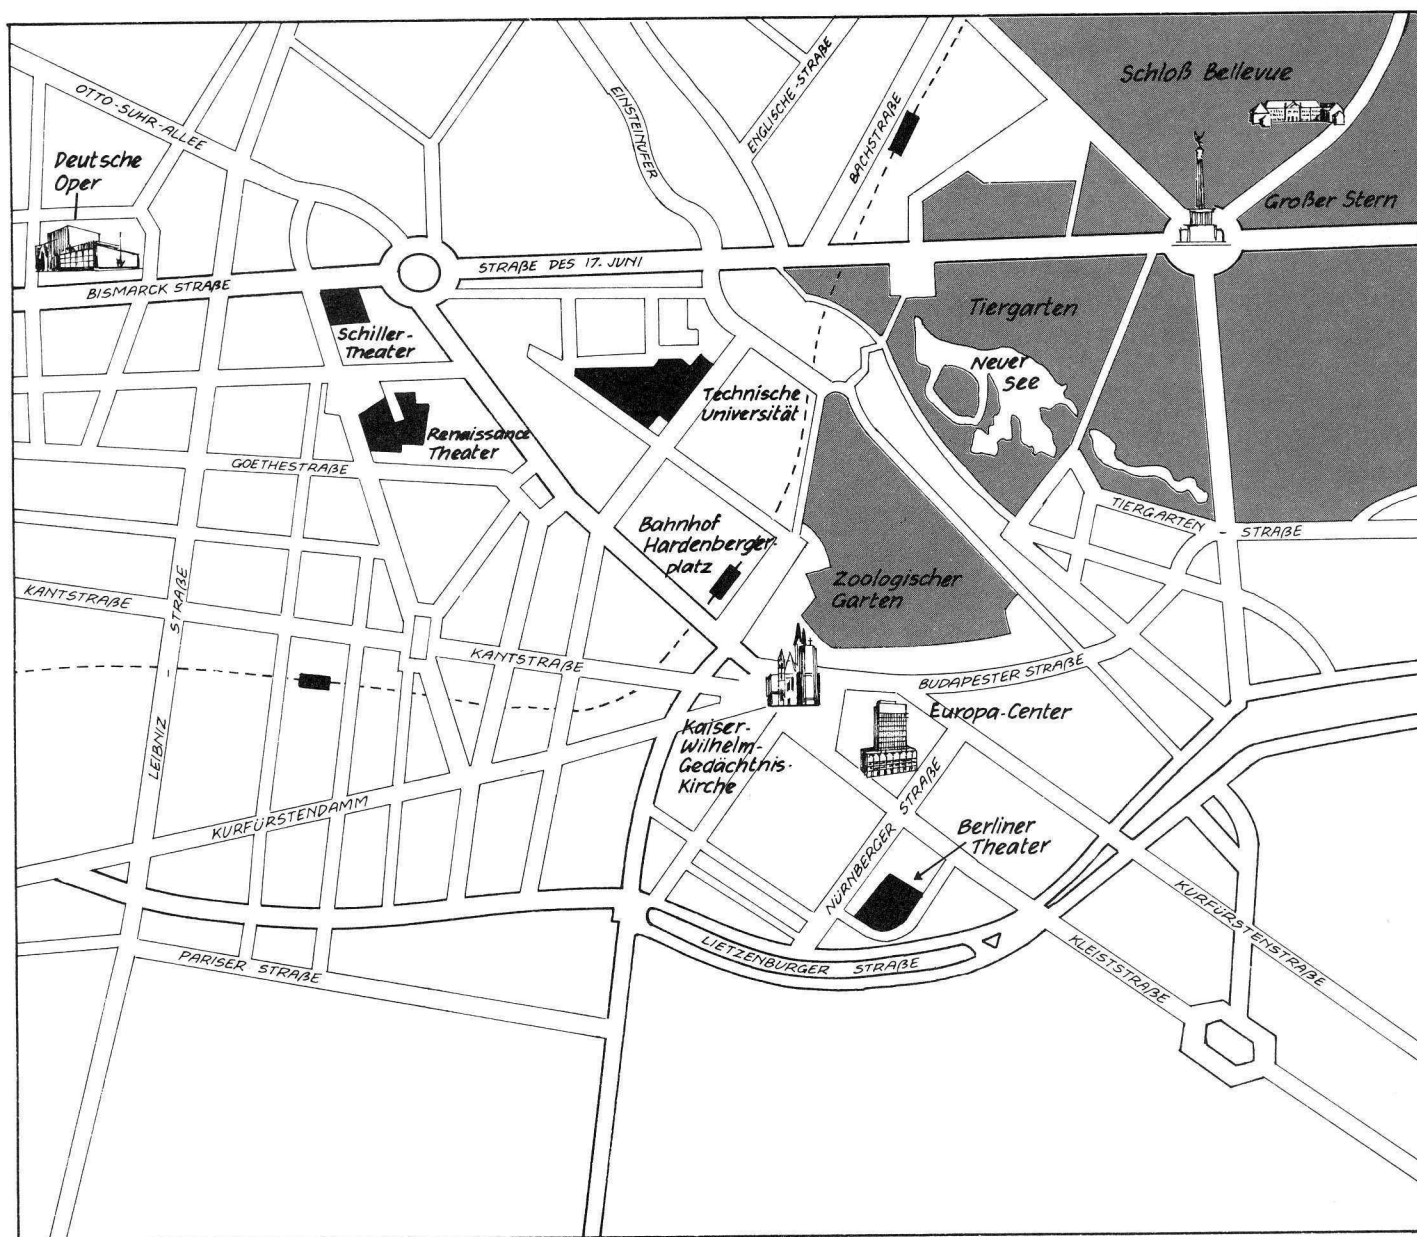 Schloß Bellevue
OTTO-SUHR-ALLEE
EINSTEINUFER
ENGLISCHE-STRAßE
BACHSTRAßE
Deutsche
Oper
Großer Stern
STRAßE DES 17. JUNI
BISMARCK STRAßE
Tiergarten
Schiller-
Theater
Neuer
See
Technische
Universität
Renaissance
Theater
GOETHESTRAßE
TIERGARTEN - STRAßE
Bahnhof
Hardenberger-
platz
Zoologischer
Garten
KANTSTRAßE
KANTSTRAßE
BUDAPESTER STRAßE
LEIBNIZ - STRAßE
Europa-Center
Kaiser-
Wilhelm-
Gedächtnis-
Kirche
KURFÜRSTENDAMM
NÜRNBERGER STRAßE
Berliner
Theater
KURFÜRSTENSTRAßE
KLEISTSTRAßE
LIETZENBURGER STRAßE
PARISER STRAßE